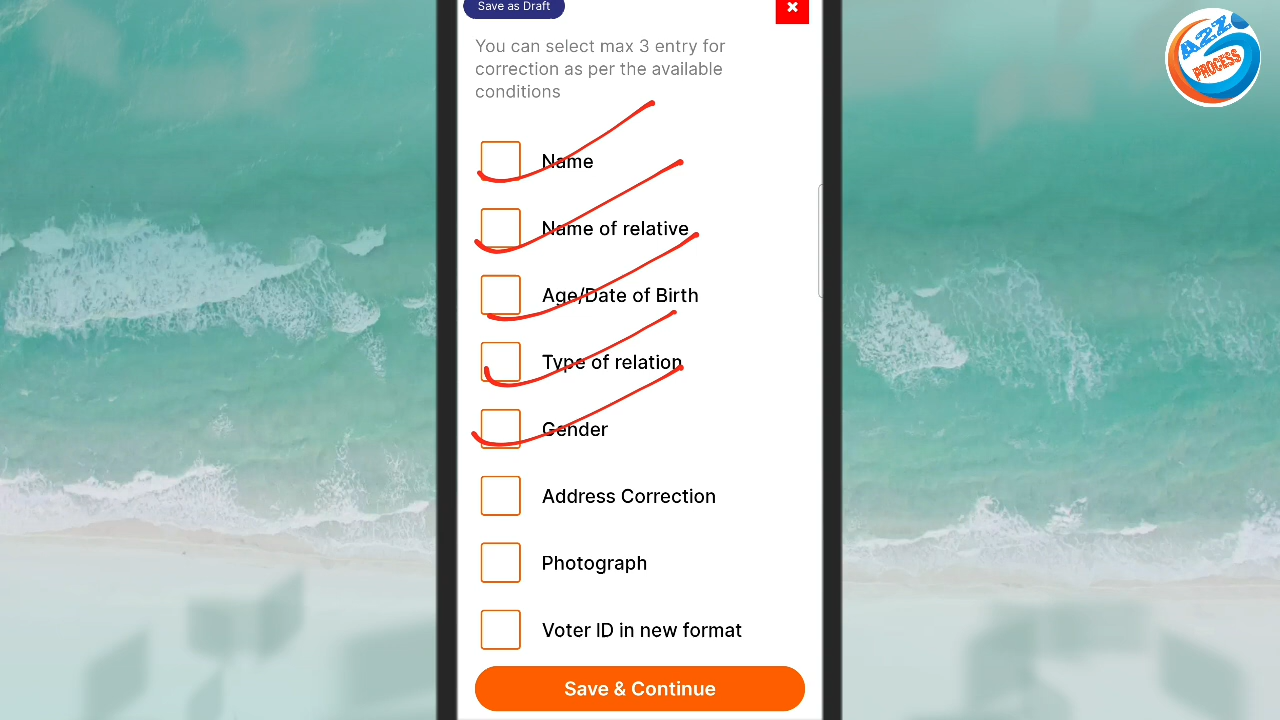 Save as Draft
You can select max 3 entry for
correction as per the available
conditions
Name
Name of relative
Age/Date of Birth
Type of relation
Gender
Address Correction
Photograph
Voter ID in new format
Save & Continue
A2Z
PROCESS